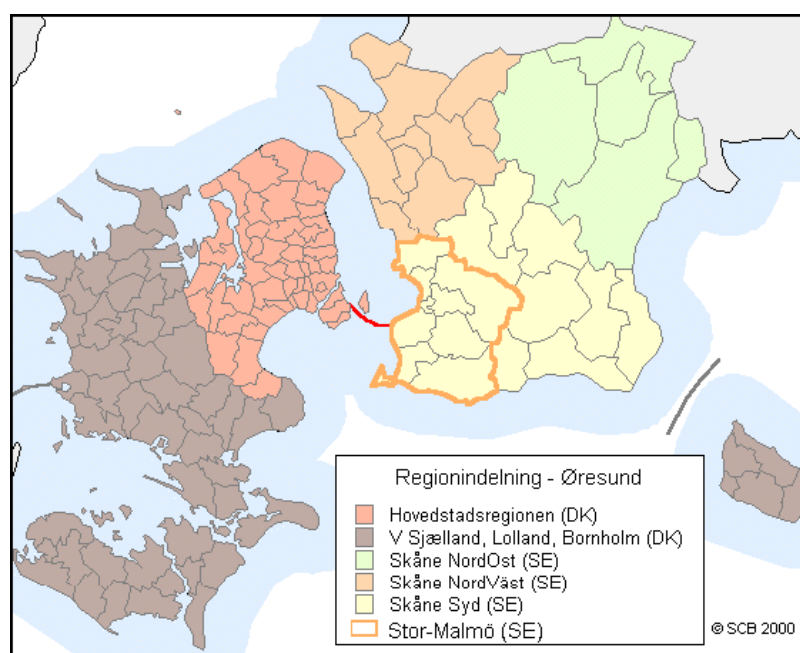 Regionindelning - Øresund
Hovedstadsregionen (DK)
V Sjælland, Lolland, Bornholm (DK)
Skåne NordOst (SE)
Skåne NordVäst (SE)
Skåne Syd (SE)
Stor-Malmö (SE)
© SCB 2000